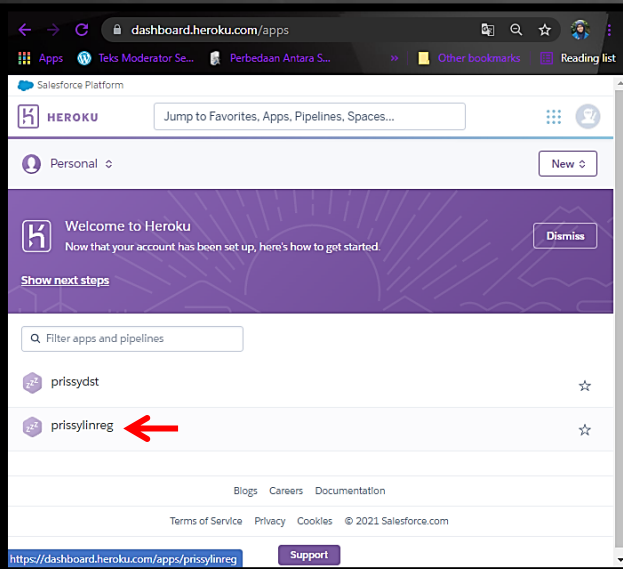 dashboard.heroku.com/apps
Apps Teks Moderator Se... Perbedaan Antara S... » Other bookmarks Reading list
Salesforce Platform
HEROKU Jump to Favorites, Apps, Pipelines, Spaces...
Personal New
Welcome to Heroku
Now that your account has been set up, here's how to get started.
Dismiss
Show next steps
Filter apps and pipelines
prissydst
prissylinreg
Blogs Careers Documentation
Terms of Service Privacy Cookies © 2021 Salesforce.com
https://dashboard.heroku.com/apps/prissylinreg Support